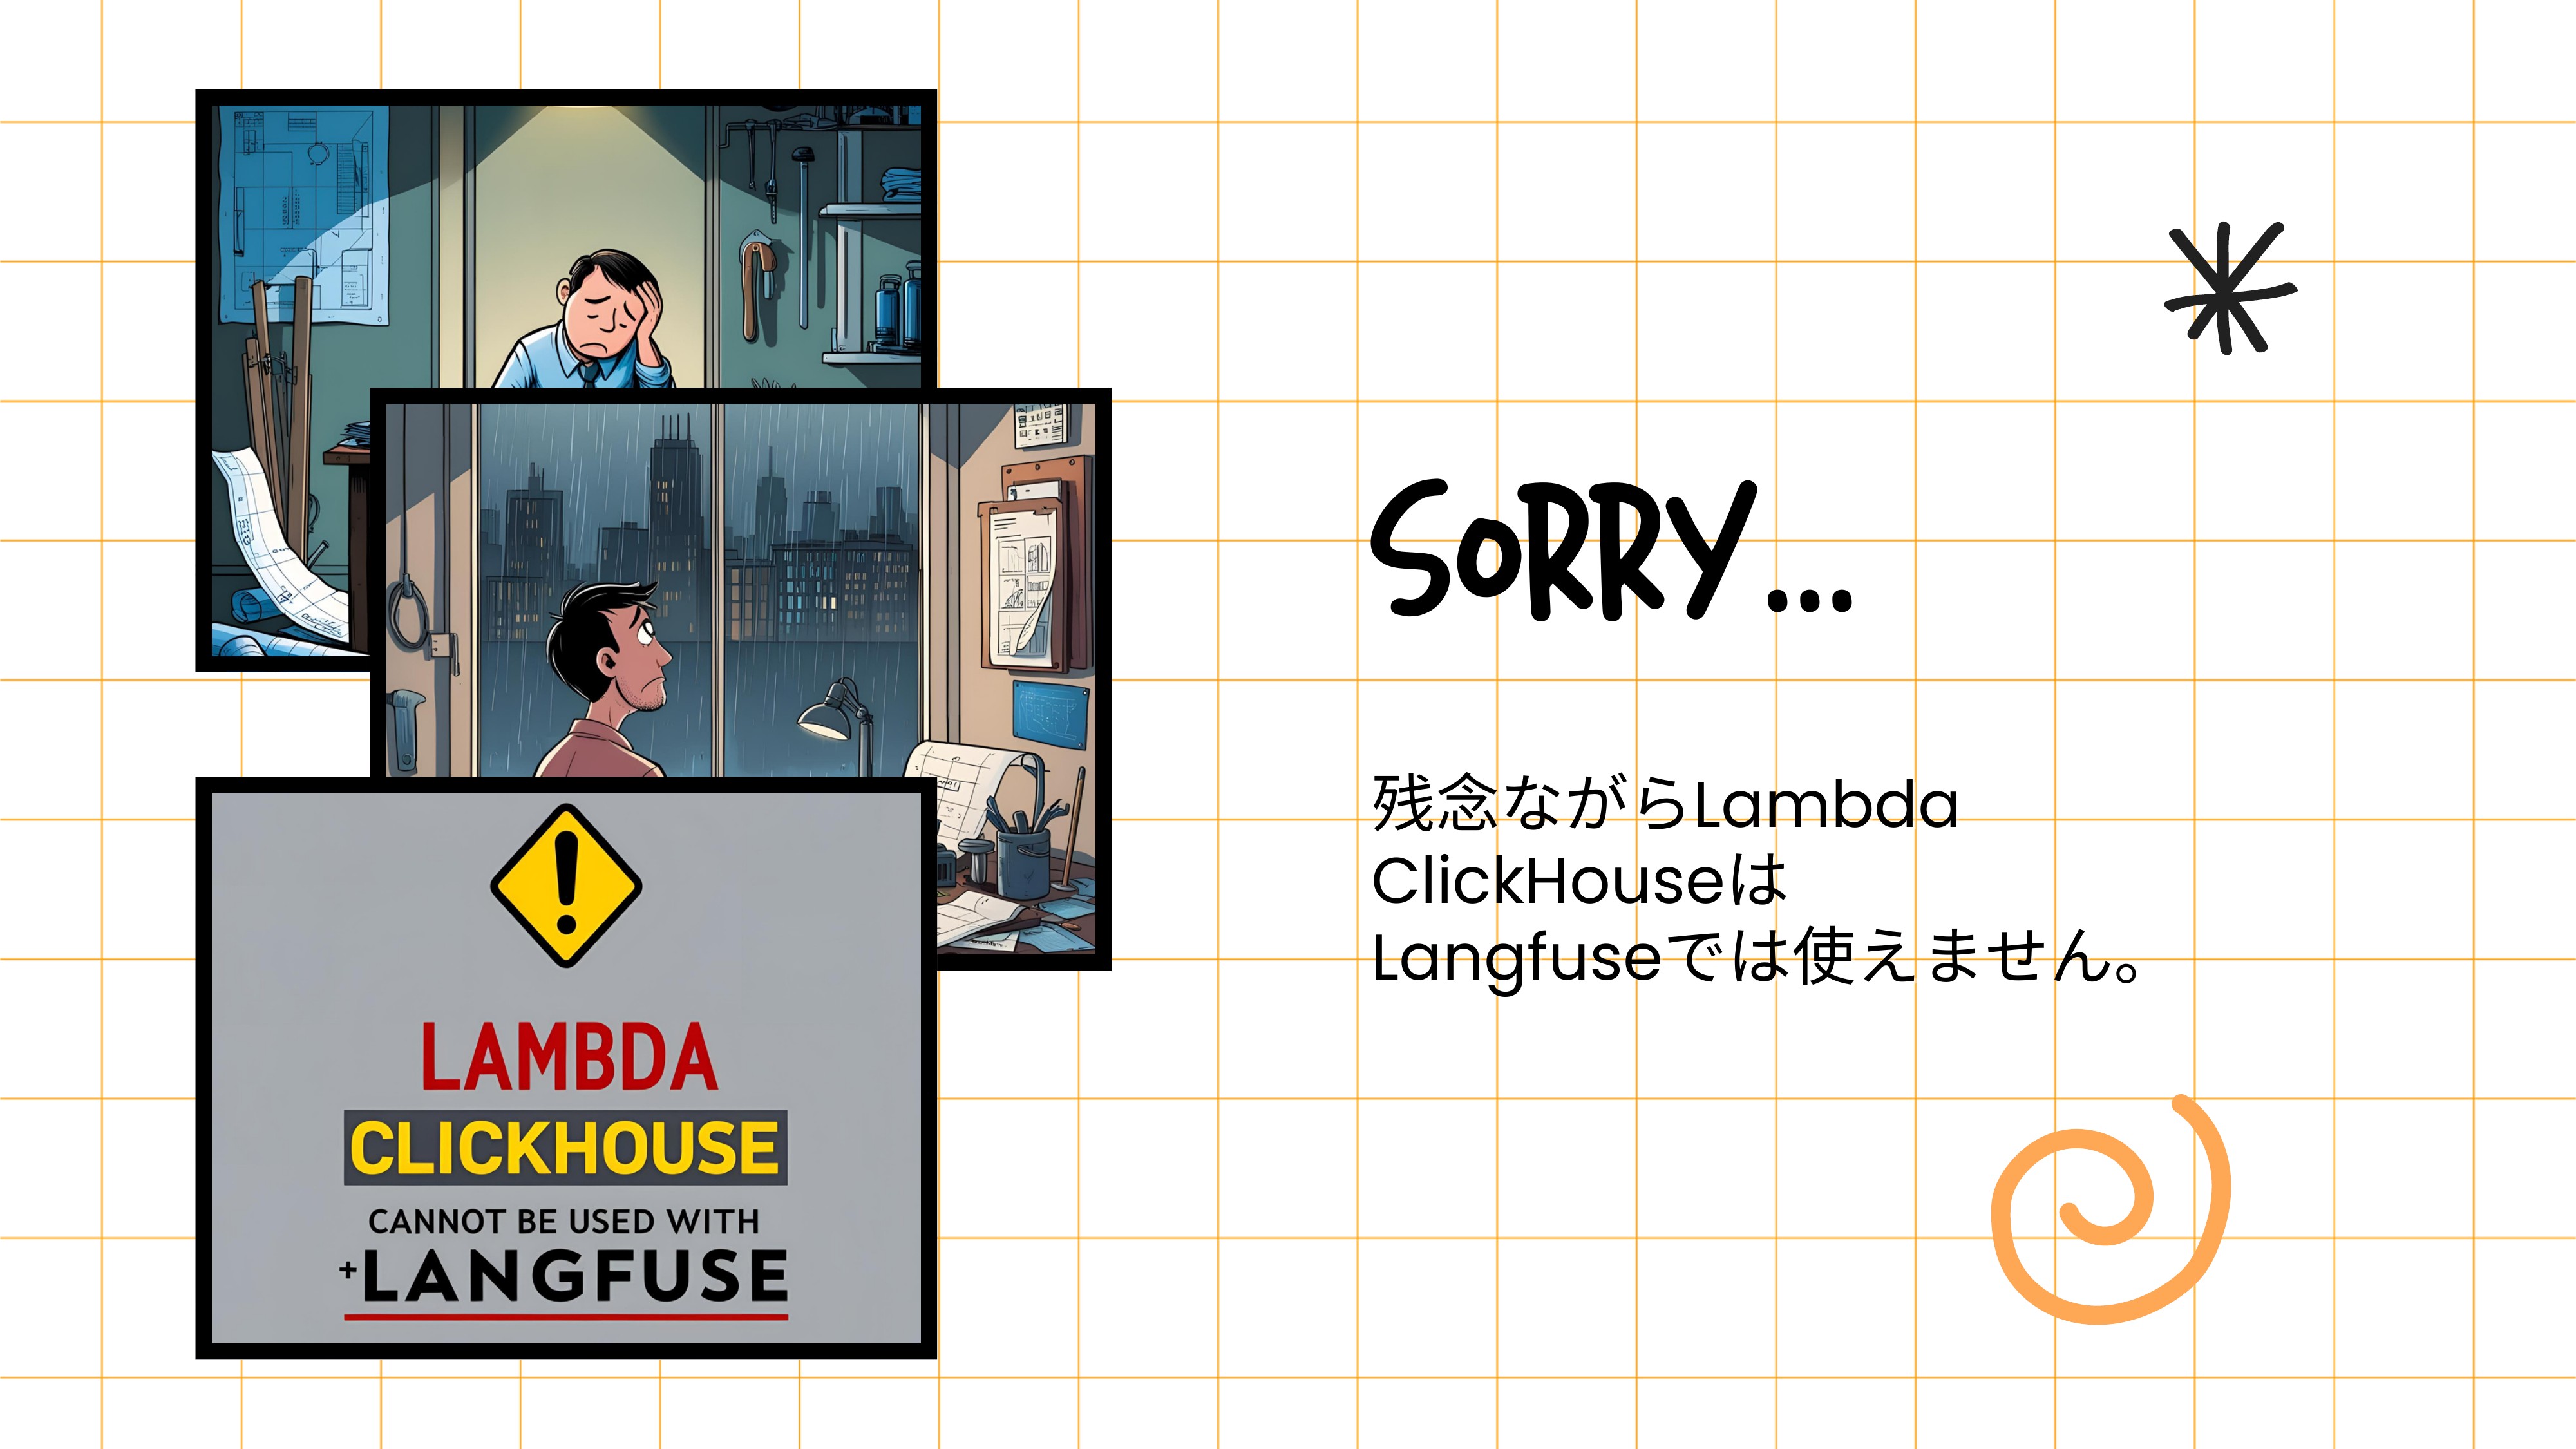 LAMBDA
CLICKHOUSE
CANNOT BE USED WITH
+LANGFUSE
SORRY...
残念ながらLambda
ClickHouseは
Langfuseでは使えません。